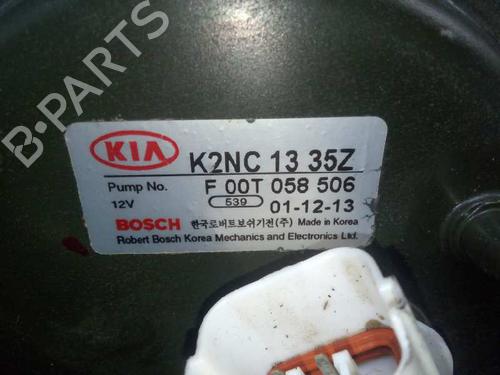 KIA K2NC 13 35Z
Pump No. F 00T 058 506
12V 539 01-12-13
BOSCH 한국로버트보쉬기전(주) Made in Korea
Robert Bosch Korea Mechanics and Electronics Ltd.
B-PARTS